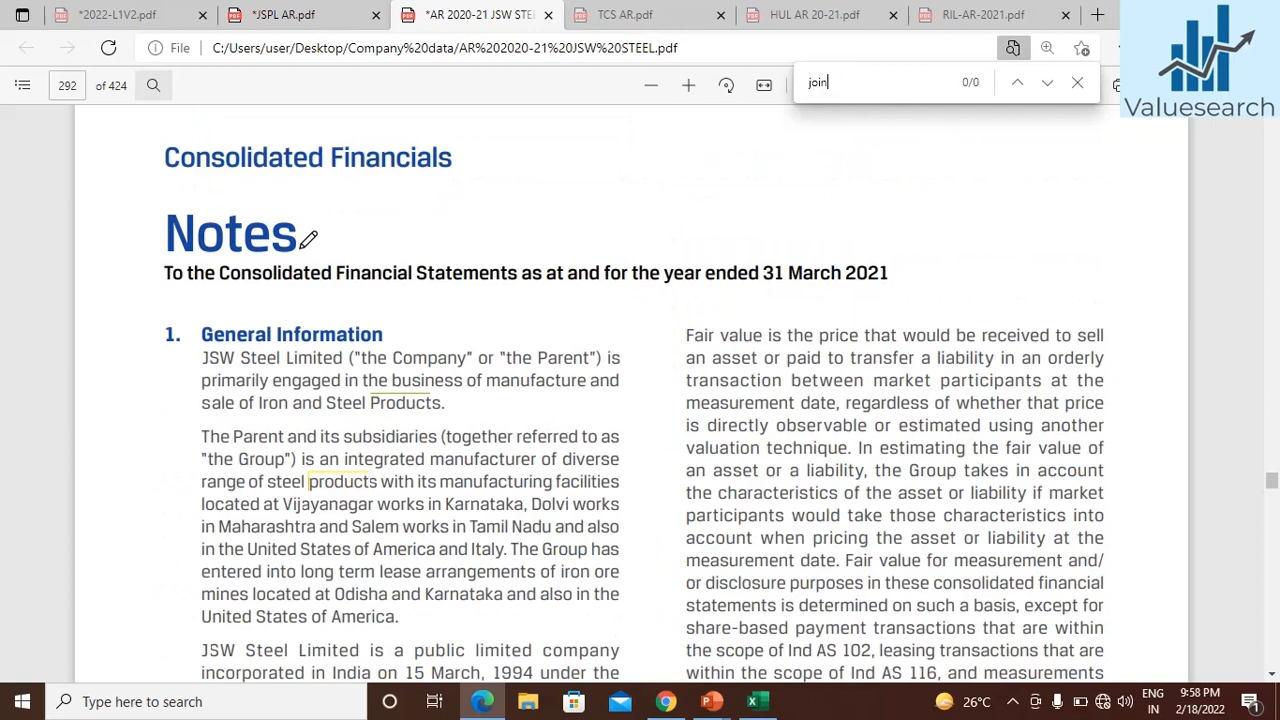 *2022-L1V2.pdf
*JSPL AR.pdf
*AR 2020-21 JSW STEE
TCS AR.pdf
HUL AR 20-21.pdf
RIL-AR-2021.pdf
File
C:/Users/user/Desktop/Company%20data/AR%202020-21%20JSW%20STEEL.pdf
292
of 424
join
0/0
Valuesearch
Consolidated Financials
Notes
To the Consolidated Financial Statements as at and for the year ended 31 March 2021
1. General Information
JSW Steel Limited ("the Company" or "the Parent") is
primarily engaged in the business of manufacture and
sale of Iron and Steel Products.
The Parent and its subsidiaries (together referred to as
"the Group") is an integrated manufacturer of diverse
range of steel products with its manufacturing facilities
located at Vijayanagar works in Karnataka, Dolvi works
in Maharashtra and Salem works in Tamil Nadu and also
in the United States of America and Italy. The Group has
entered into long term lease arrangements of iron ore
mines located at Odisha and Karnataka and also in the
United States of America.
JSW Steel Limited is a public limited company
incorporated in India on 15 March, 1994 under the
Fair value is the price that would be received to sell
an asset or paid to transfer a liability in an orderly
transaction between market participants at the
measurement date, regardless of whether that price
is directly observable or estimated using another
valuation technique. In estimating the fair value of
an asset or a liability, the Group takes in account
the characteristics of the asset or liability if market
participants would take those characteristics into
account when pricing the asset or liability at the
measurement date. Fair value for measurement and/
or disclosure purposes in these consolidated financial
statements is determined on such a basis, except for
share-based payment transactions that are within
the scope of Ind AS 102, leasing transactions that are
within the scope of Ind AS 116, and measurements
Type here to search
26°C
ENG
IN
9:58 PM
2/18/2022
1